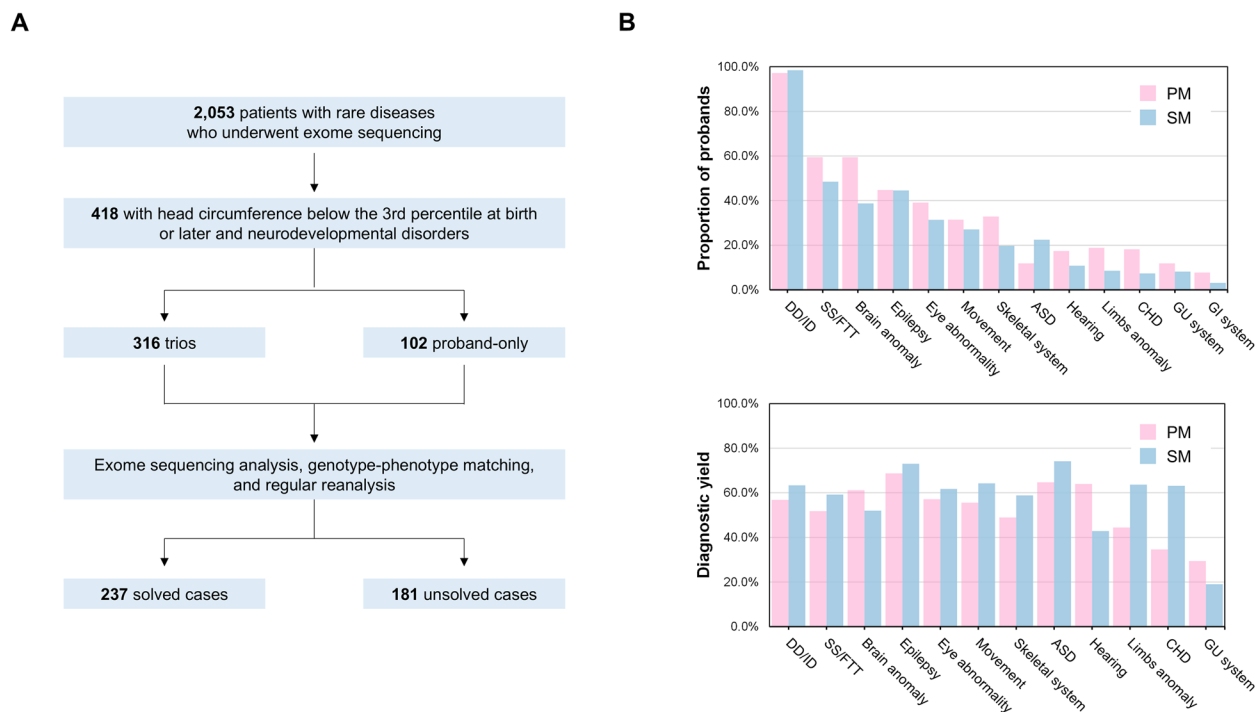 A
2,053 patients with rare diseases
who underwent exome sequencing
418 with head circumference below the 3rd percentile at birth
or later and neurodevelopmental disorders
316 trios
102 proband-only
Exome sequencing analysis, genotype-phenotype matching,
and regular reanalysis
237 solved cases
181 unsolved cases
B
Proportion of probands
100.0%
80.0%
60.0%
40.0%
20.0%
0.0%
PM
SM
DD/ID
SS/FTT
Brain anomaly
Epilepsy
Eye abnormality
Movement
Skeletal system
ASD
Hearing
Limbs anomaly
CHD
GU system
GI system
Diagnostic yield
100.0%
80.0%
60.0%
40.0%
20.0%
0.0%
PM
SM
DD/ID
SS/FTT
Brain anomaly
Epilepsy
Eye abnormality
Movement
Skeletal system
ASD
Hearing
Limbs anomaly
CHD
GU system